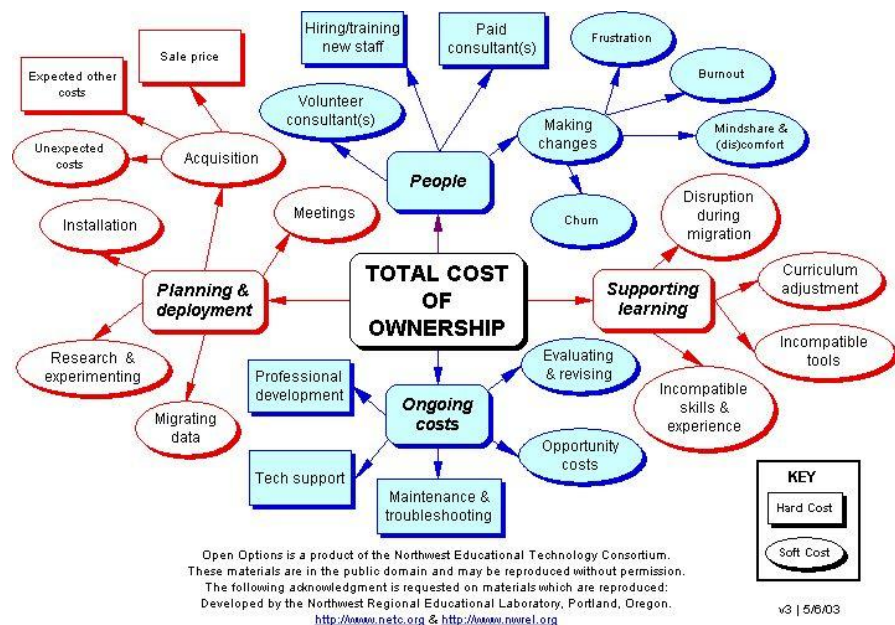 Hiring/training
new staff
Paid
consultant(s)
Frustration
Sale price
Expected other
costs
Burnout
Volunteer
consultant(s)
Making
changes
Mindshare &
(dis)comfort
Unexpected
costs
Acquisition
People
Disruption
during
migration
Installation
Meetings
Churn
TOTAL COST
OF
OWNERSHIP
Planning &
deployment
Supporting
learning
Curriculum
adjustment
Research &
experimenting
Incompatible
tools
Evaluating
& revising
Professional
development
Ongoing
costs
Incompatible
skills &
experience
Migrating
data
Tech support
Opportunity
costs
Maintenance &
troubleshooting
KEY
Hard Cost
Soft Cost
Open Options is a product of the Northwest Educational Technology Consortium.
These materials are in the public domain and may be reproduced without permission.
The following acknowledgment is requested on materials which are reproduced:
Developed by the Northwest Regional Educational Laboratory, Portland, Oregon.
http://www.netc.org & http://www.nwrel.org
v3 | 5/6/03